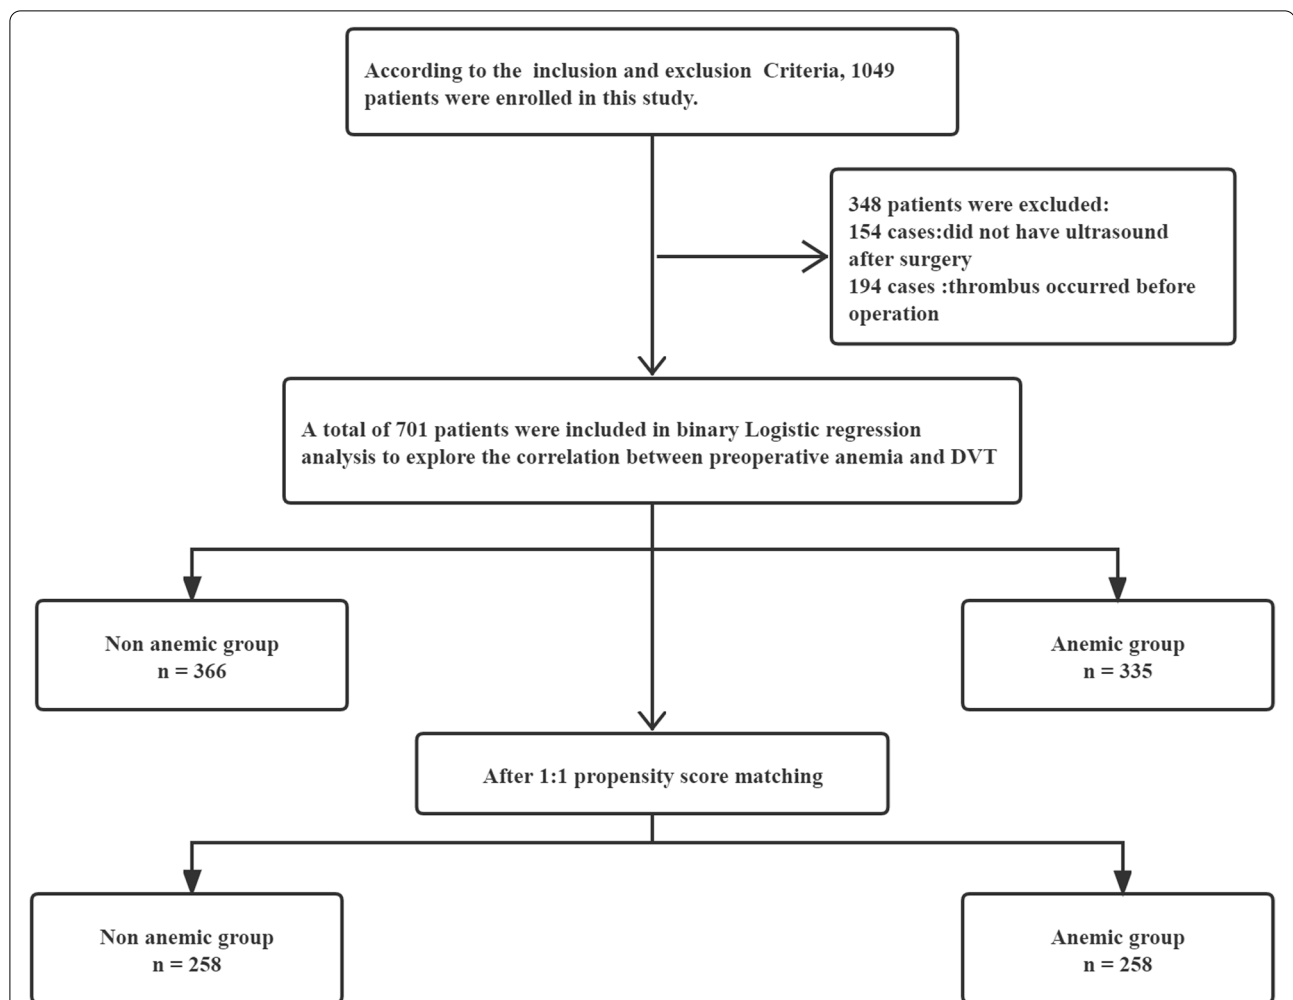 According to the inclusion and exclusion Criteria, 1049
patients were enrolled in this study.
348 patients were excluded:
154 cases:did not have ultrasound
after surgery
194 cases :thrombus occurred before
operation
A total of 701 patients were included in binary Logistic regression
analysis to explore the correlation between preoperative anemia and DVT
Non anemic group
n = 366
Anemic group
n = 335
After 1:1 propensity score matching
Non anemic group
n = 258
Anemic group
n = 258